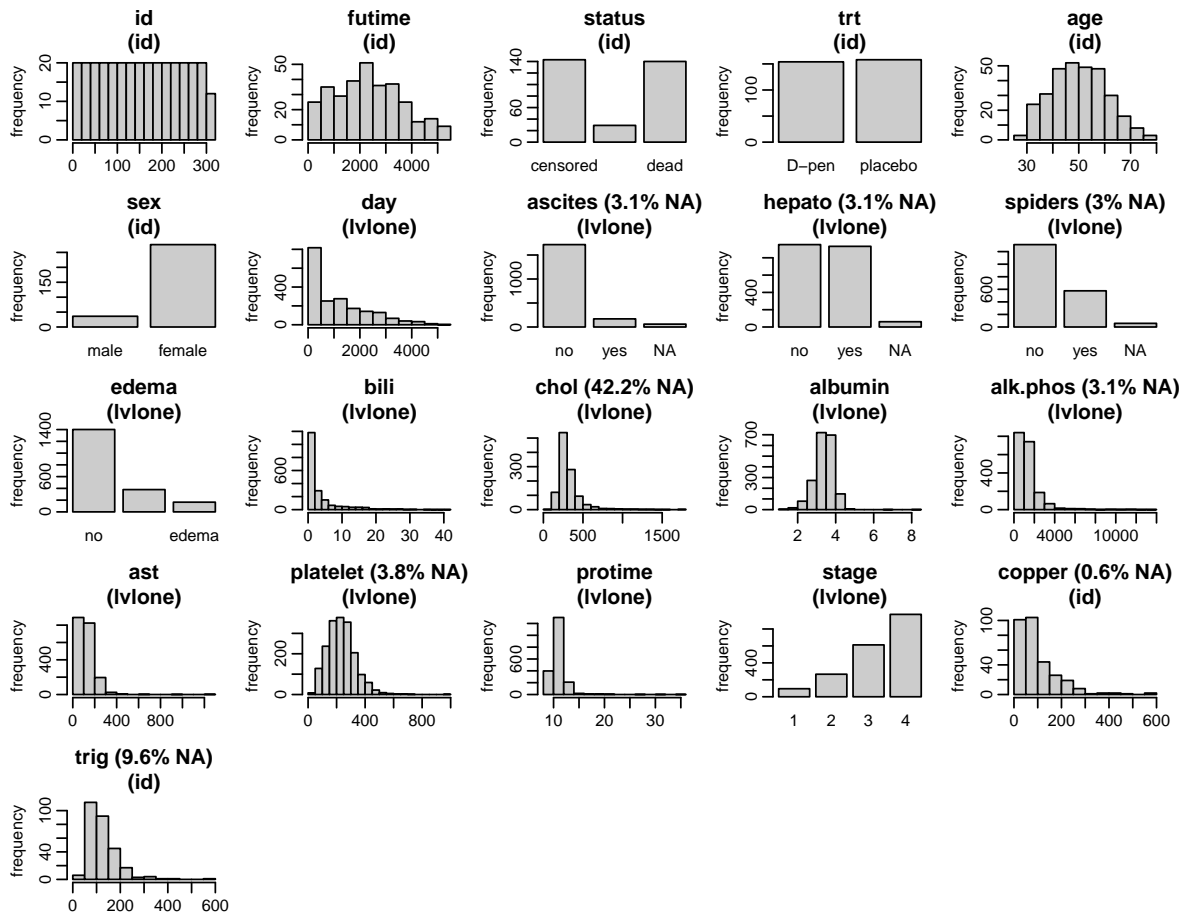 id
(id)
frequency
0 10 20
0 100 200 300
futime
(id)
frequency
0 20 50
0 2000 4000
status
(id)
frequency
0 60 140
censored dead
trt
(id)
frequency
0 100
D−pen placebo
age
(id)
frequency
0 20 50
30 50 70
sex
(id)
frequency
0 150
male female
day
(lvlone)
frequency
0 400
0 2000 4000
ascites (3.1% NA)
(lvlone)
frequency
0 1000
no yes NA
hepato (3.1% NA)
(lvlone)
frequency
0 400
no yes NA
spiders (3% NA)
(lvlone)
frequency
0 600
no yes NA
edema
(lvlone)
frequency
0 600 1400
no edema
bili
(lvlone)
frequency
0 600
0 10 20 30 40
chol (42.2% NA)
(lvlone)
frequency
0 300
0 500 1500
albumin
(lvlone)
frequency
0 300 700
2 4 6 8
alk.phos (3.1% NA)
(lvlone)
frequency
0 400
0 4000 10000
ast
(lvlone)
frequency
0 400
0 400 800
platelet (3.8% NA)
(lvlone)
frequency
0 200
0 400 800
protime
(lvlone)
frequency
0 600
10 20 30
stage
(lvlone)
frequency
0 400
1 2 3 4
copper (0.6% NA)
(id)
frequency
0 40 100
0 200 400 600
trig (9.6% NA)
(id)
frequency
0 40 100
0 200 600